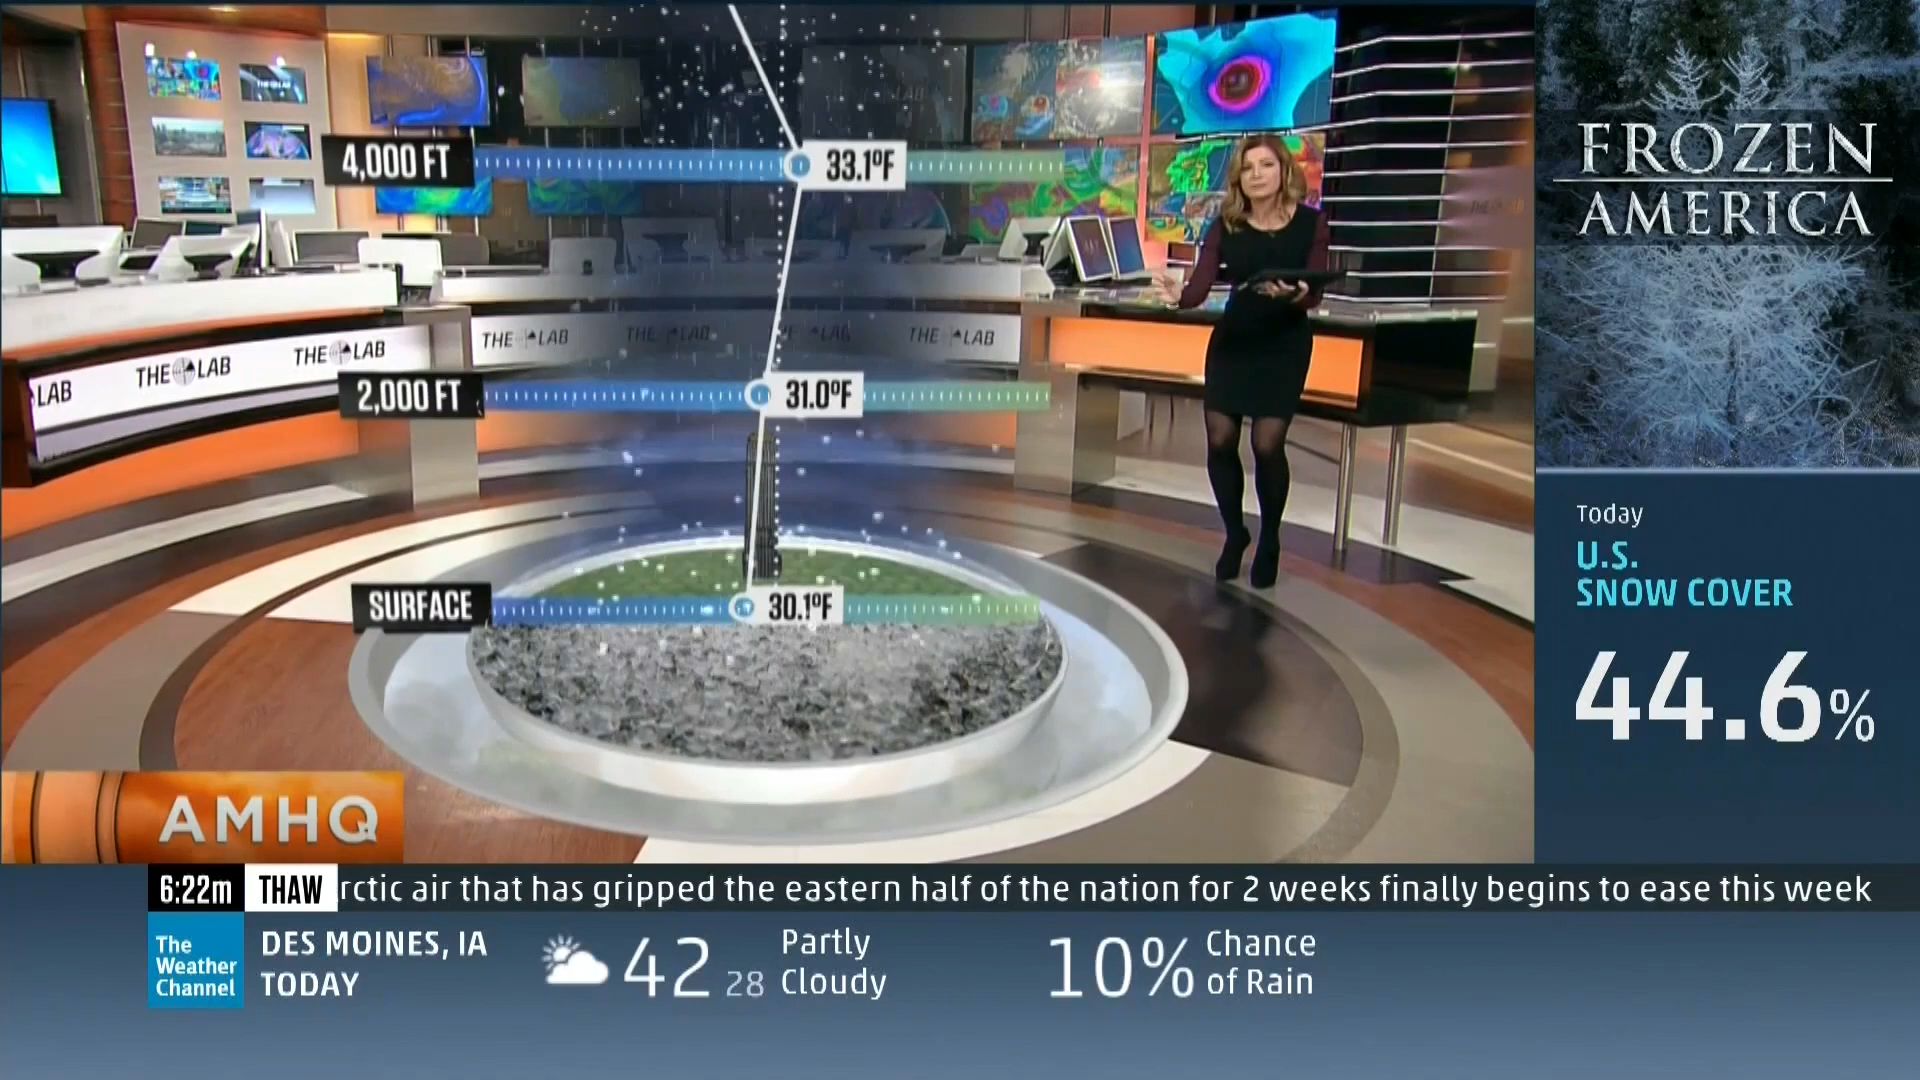 4,000 FT
33.1°F
2,000 FT
31.0°F
SURFACE
30.1°F
THE LAB
THE LAB
THE LAB
THE LAB
THE LAB
LAB
THE LAB
AMHQ
FROZEN
AMERICA
Today
U.S.
SNOW COVER
44.6%
6:22m
THAW
rctic air that has gripped the eastern half of the nation for 2 weeks finally begins to ease this week
The
Weather
Channel
DES MOINES, IA
TODAY
42 28
Partly
Cloudy
10%
Chance
of Rain